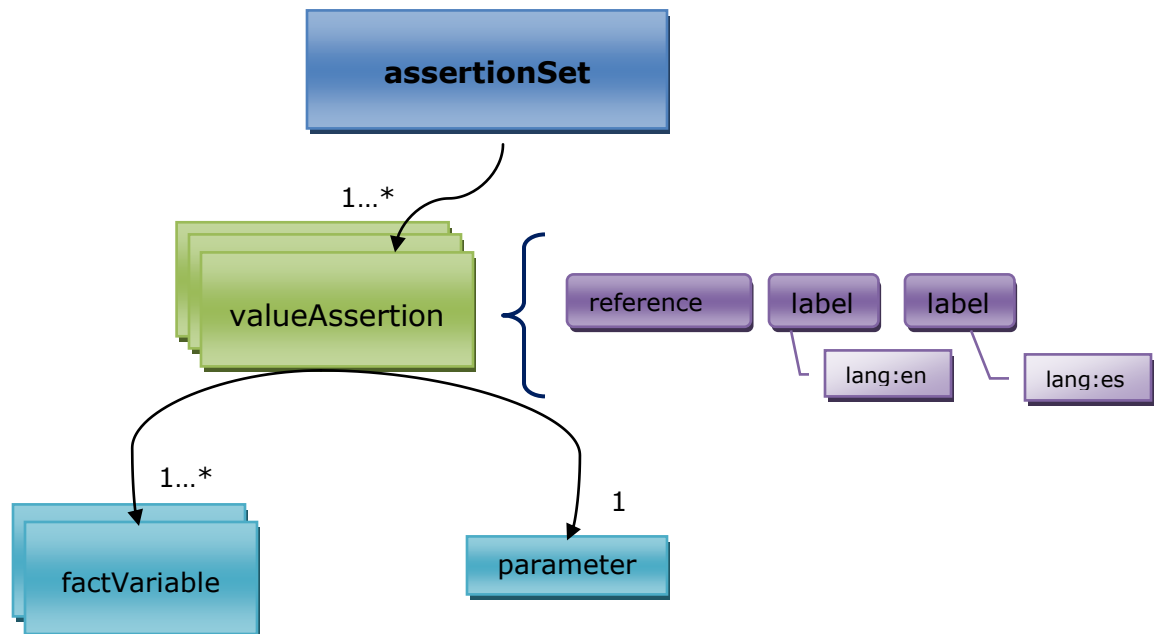 assertionSet
1...*
valueAssertion
reference
label
label
lang:en
lang:es
1...*
1
factVariable
parameter